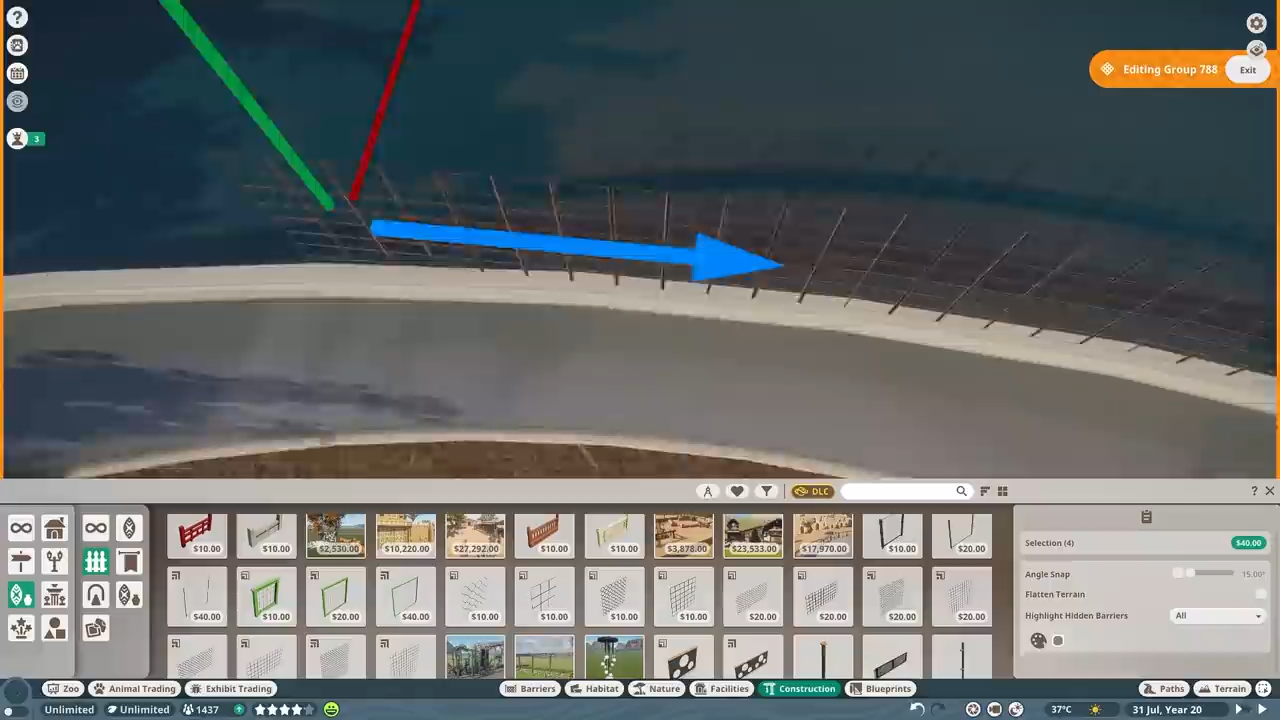 ?
Editing Group 788
Exit
3
DLC
?
$10.00 $10.00 $2,530.00 $10,220.00 $27,292.00 $10.00 $10.00 $3,878.00 $23,533.00 $17,970.00 $10.00 $20.00
Selection (4) $40.00
Angle Snap 15.00°
Flatten Terrain
$40.00 $10.00 $20.00 $40.00 $10.00 $10.00 $10.00 $10.00 $20.00 $20.00 $20.00 $20.00
Highlight Hidden Barriers All
Zoo Animal Trading Exhibit Trading Barriers Habitat Nature Facilities Construction Blueprints Paths Terrain
Unlimited Unlimited 1437 37°C 31 Jul, Year 20